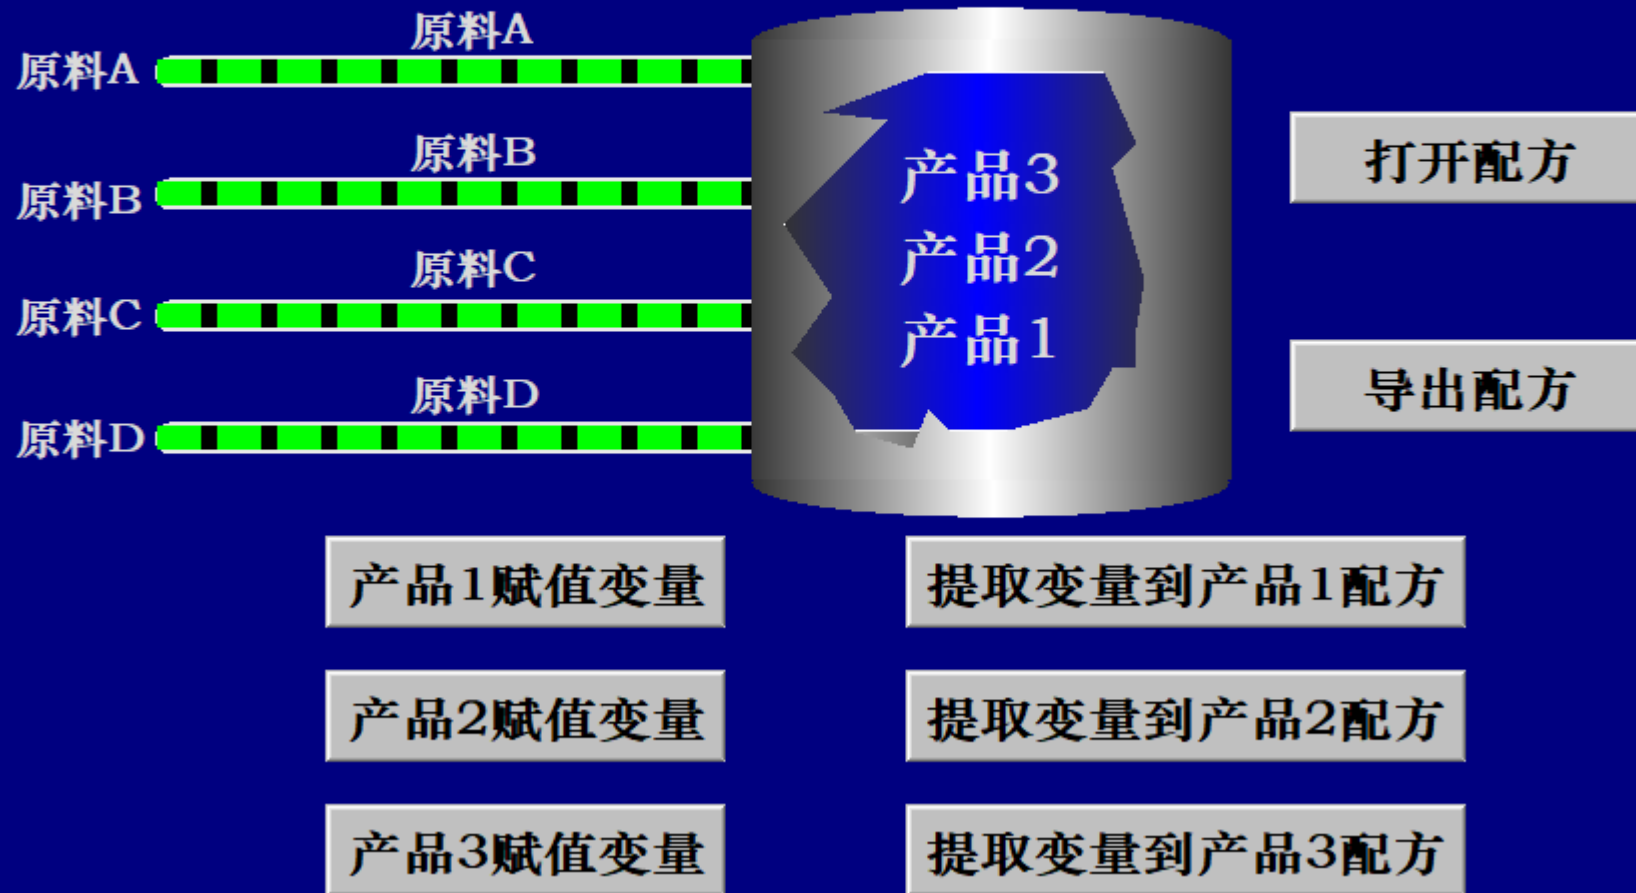 原料A
原料A
原料B
原料B
原料C
原料C
原料D
原料D
产品3
产品2
产品1
打开配方
导出配方
产品1赋值变量
提取变量到产品1配方
产品2赋值变量
提取变量到产品2配方
产品3赋值变量
提取变量到产品3配方